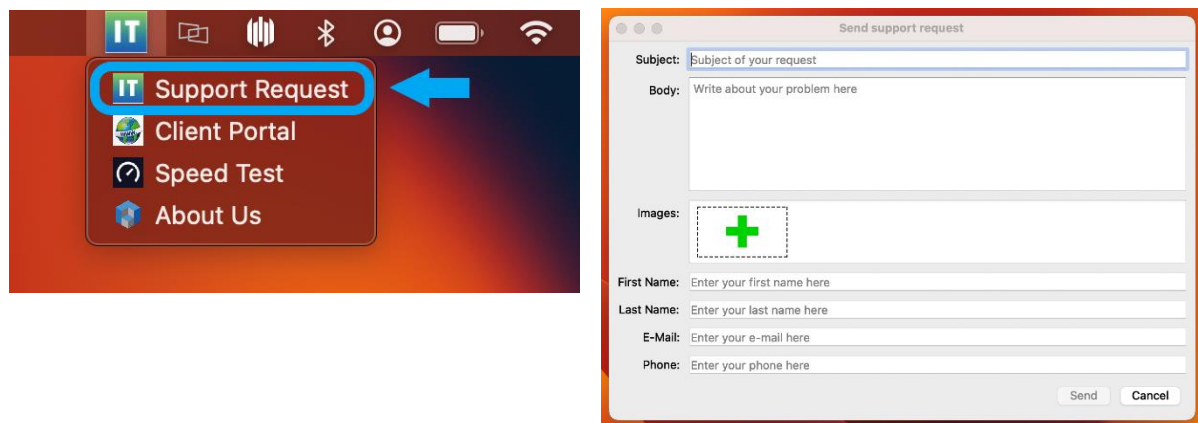 IT
IT Support Request
Client Portal
Speed Test
About Us
Send support request
Subject: Subject of your request
Body: Write about your problem here
Images:
First Name: Enter your first name here
Last Name: Enter your last name here
E-Mail: Enter your e-mail here
Phone: Enter your phone here
Send Cancel